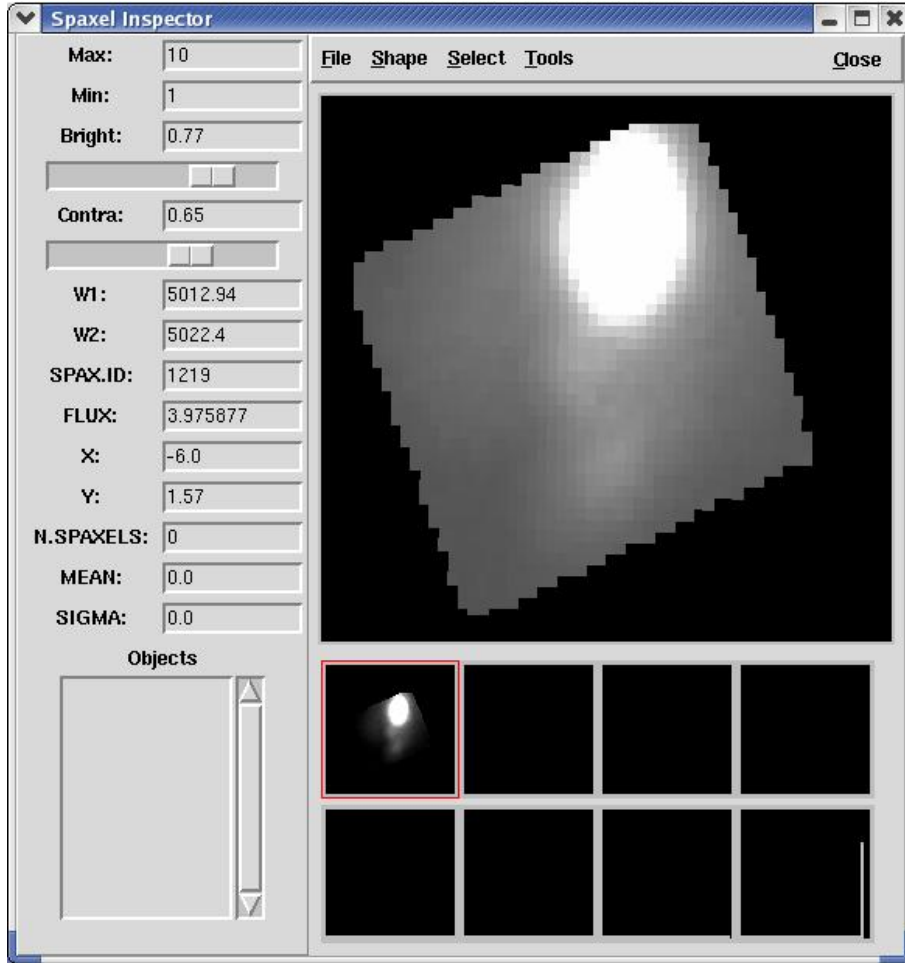 Spaxel Inspector
Max: 10
Min: 1
Bright: 0.77
Contra: 0.65
W1: 5012.94
W2: 5022.4
SPAX.ID: 1219
FLUX: 3.975877
X: -6.0
Y: 1.57
N.SPAXELS: 0
MEAN: 0.0
SIGMA: 0.0
Objects
File Shape Select Tools Close